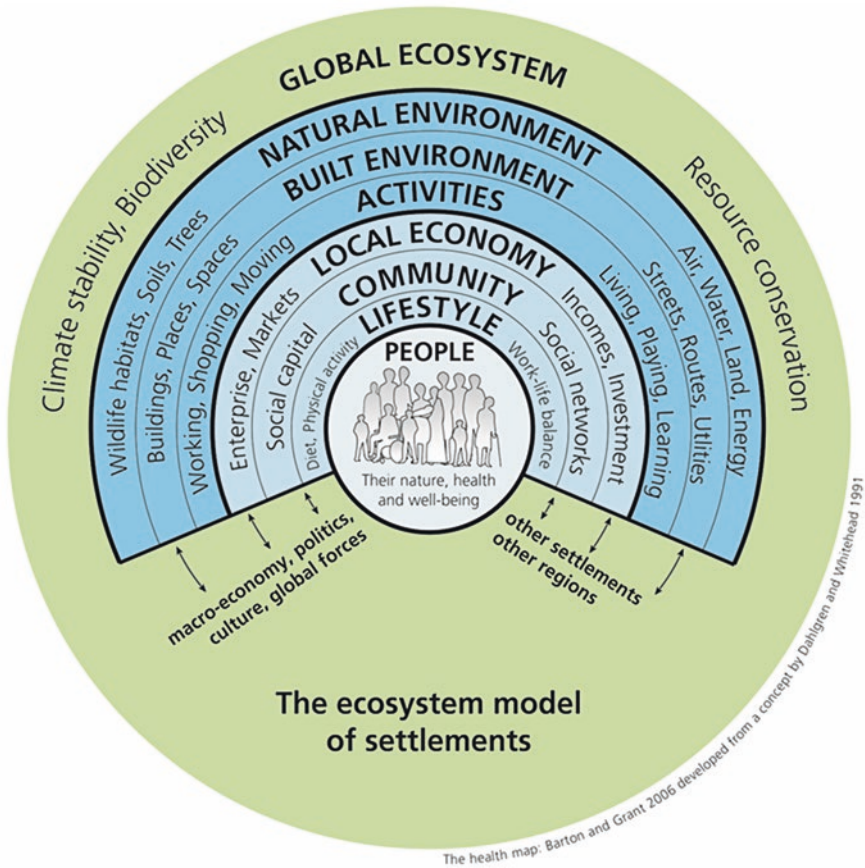 GLOBAL ECOSYSTEM
Climate stability, Biodiversity
Resource conservation
NATURAL ENVIRONMENT
Wildlife habitats, Soils, Trees
Air, Water, Land, Energy
BUILT ENVIRONMENT
Buildings, Places, Spaces
Streets, Routes, Utlities
ACTIVITIES
Working, Shopping, Moving
Living, Playing, Learning
LOCAL ECONOMY
Enterprise, Markets
Incomes, Investment
COMMUNITY
Social capital
Social networks
LIFESTYLE
Diet, Physical activity
Work-life balance
PEOPLE
Their nature, health
and well-being
macro-economy, politics,
culture, global forces
other settlements
other regions
The ecosystem model
of settlements
The health map: Barton and Grant 2006 developed from a concept by Dahlgren and Whitehead 1991